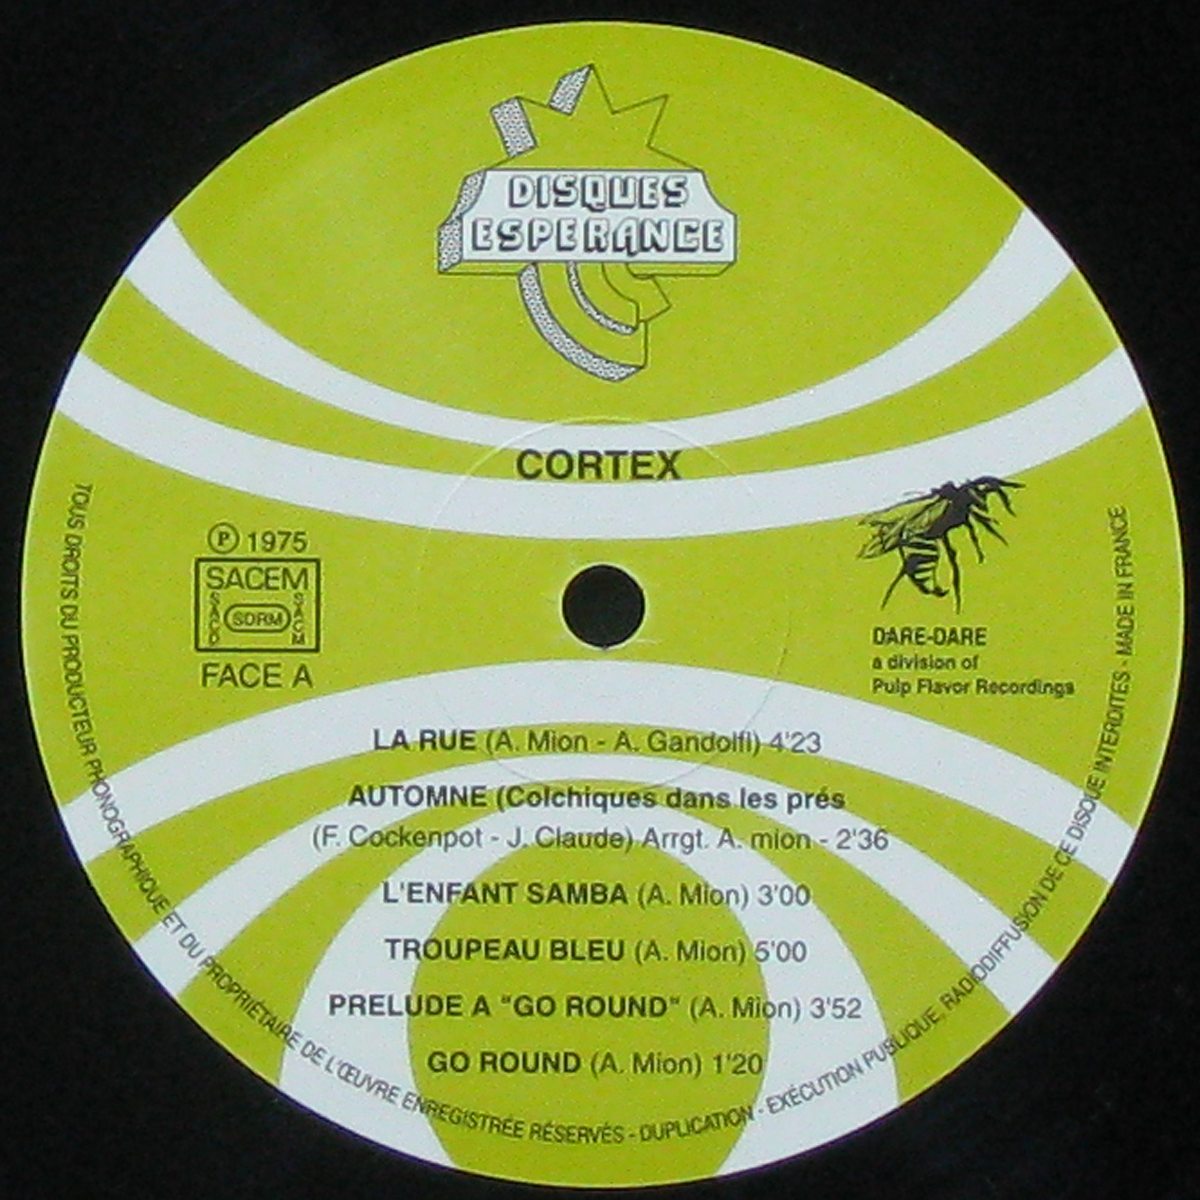 DISQUES
ESPERANCE
CORTEX
Ⓟ 1975
SACEM
SACD
SDRM
SACEM
FACE A
DARE-DARE
a division of
Pulp Flavor Recordings
LA RUE (A. Mion - A. Gandolfi) 4'23
AUTOMNE (Colchiques dans les prés
(F. Cockenpot - J. Claude) Arrgt. A. mion - 2'36
L'ENFANT SAMBA (A. Mion) 3'00
TROUPEAU BLEU (A. Mion) 5'00
PRELUDE A "GO ROUND" (A. Mion) 3'52
GO ROUND (A. Mion) 1'20
TOUS DROITS DU PRODUCTEUR PHONOGRAPHIQUE ET DU PROPRIÉTAIRE DE L'ŒUVRE ENREGISTRÉE RÉSERVÉS - DUPLICATION - EXÉCUTION PUBLIQUE, RADIODIFFUSION DE CE DISQUE INTERDITES - MADE IN FRANCE